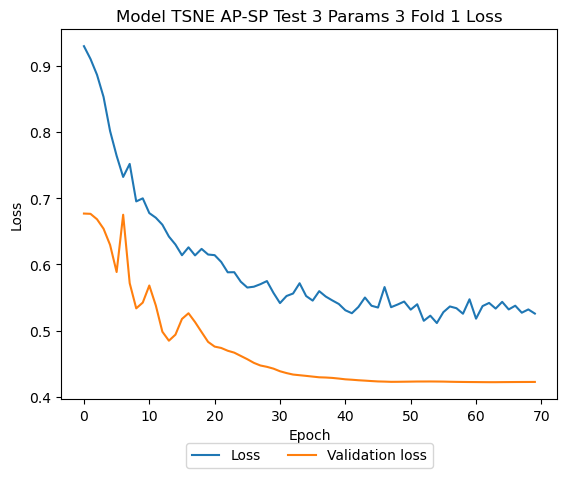 Model TSNE AP-SP Test 3 Params 3 Fold 1 Loss
Loss
0.9
0.8
0.7
0.6
0.5
0.4
0 10 20 30 40 50 60 70
Epoch
Loss Validation loss